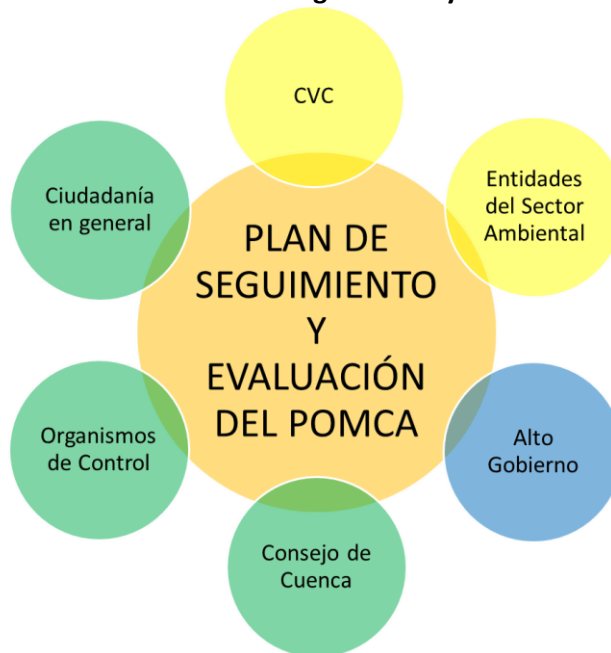 CVC
Entidades
del Sector
Ambiental
Ciudadanía
en general
PLAN DE
SEGUIMIENTO
Y
EVALUACIÓN
DEL POMCA
Organismos
de Control
Alto
Gobierno
Consejo de
Cuenca